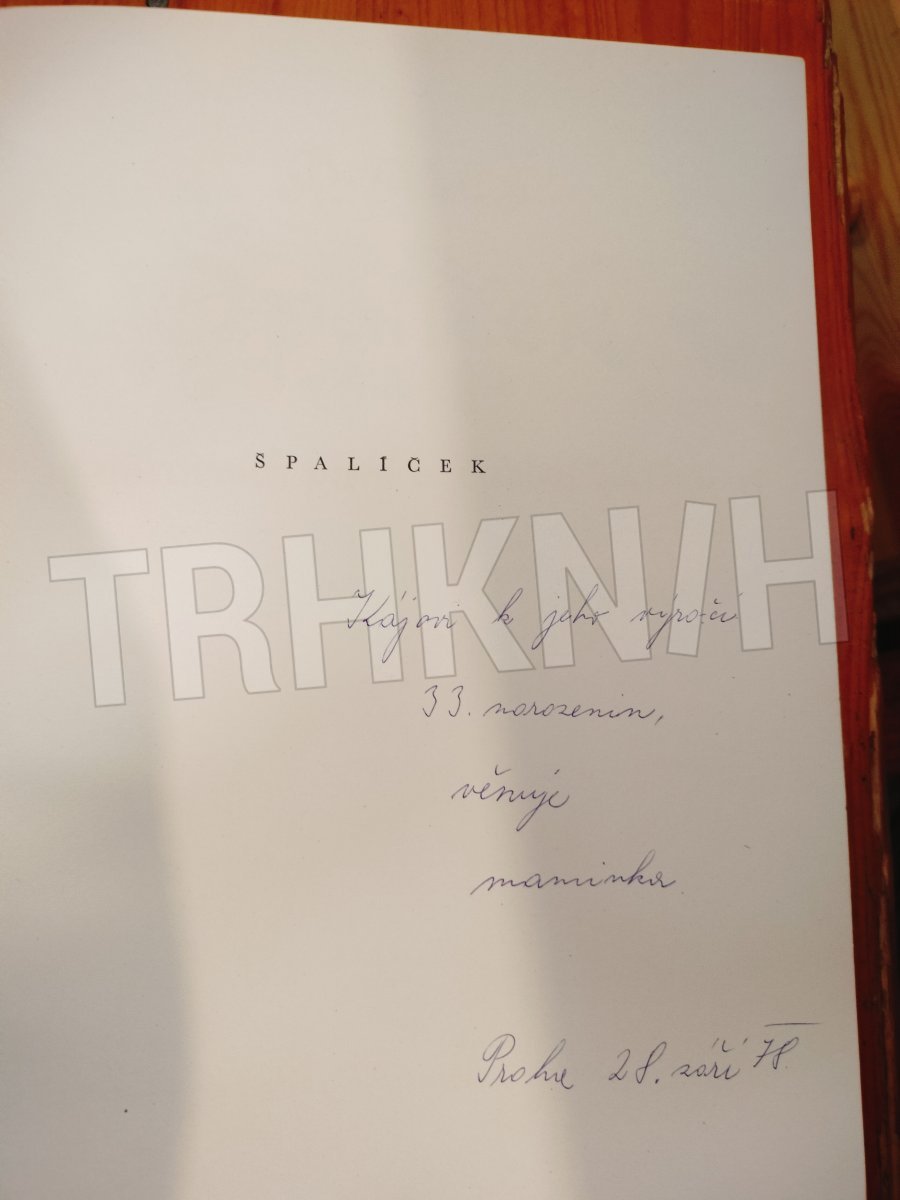 ŠPALÍČEK
TRHKNIH
Kájovi k jeho výročí
33. narozenin,
věnuje
maminka
Praha 28. září 78.